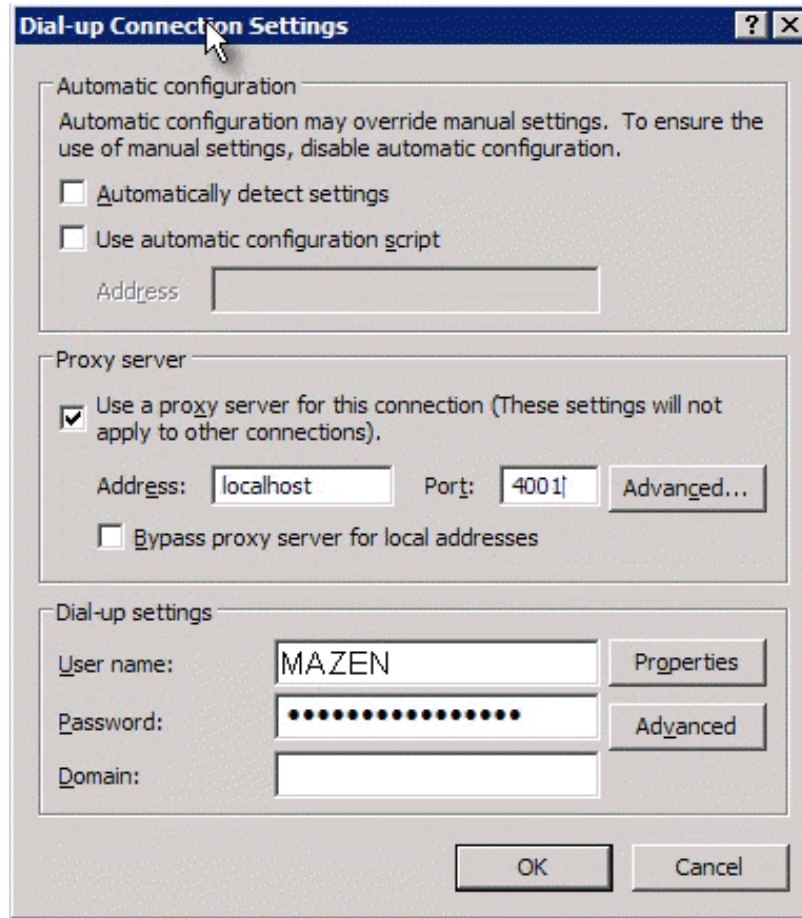 Dial-up Connection Settings
Automatic configuration
Automatic configuration may override manual settings.  To ensure the
use of manual settings, disable automatic configuration.
Automatically detect settings
Use automatic configuration script
Address
Proxy server
Use a proxy server for this connection (These settings will not
apply to other connections).
Address: localhost Port: 4001 Advanced...
Bypass proxy server for local addresses
Dial-up settings
User name: MAZEN Properties
Password: •••••••••••••••• Advanced
Domain:
OK Cancel